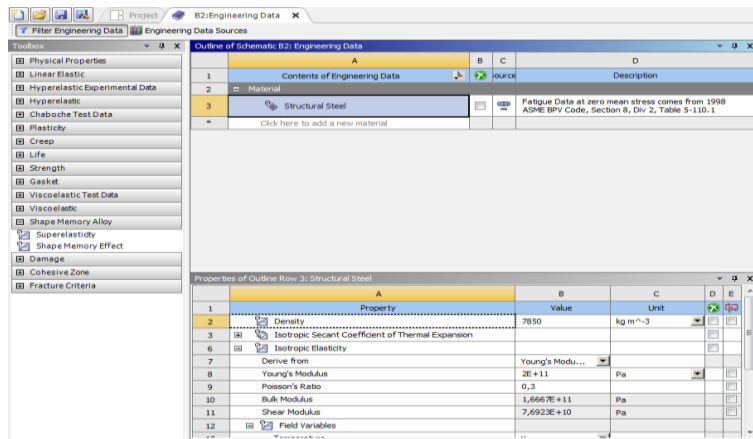 Project B2:Engineering Data
Filter Engineering Data Engineering Data Sources
Toolbox
Physical Properties
Linear Elastic
Hyperelastic Experimental Data
Hyperelastic
Chaboche Test Data
Plasticity
Creep
Life
Strength
Gasket
Viscoelastic Test Data
Viscoelastic
Shape Memory Alloy
Superelasticity
Shape Memory Effect
Damage
Cohesive Zone
Fracture Criteria
Outline of Schematic B2: Engineering Data
A B C D
1 Contents of Engineering Data ource Description
2 Material
3 Structural Steel Fatigue Data at zero mean stress comes from 1998
ASME BPV Code, Section 8, Div 2, Table 5-110.1
* Click here to add a new material
Properties of Outline Row 3: Structural Steel
A B C D E
1 Property Value Unit
2 Density 7850 kg m^-3
3 Isotropic Secant Coefficient of Thermal Expansion
6 Isotropic Elasticity
7 Derive from Young's Modu...
8 Young's Modulus 2E+11 Pa
9 Poisson's Ratio 0,3
10 Bulk Modulus 1,6667E+11 Pa
11 Shear Modulus 7,6923E+10 Pa
12 Field Variables